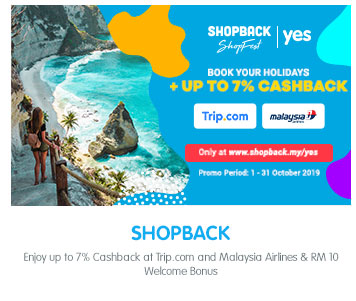 SHOPBACK
ShopFest
yes
BOOK YOUR HOLIDAYS
+ UP TO 7% CASHBACK
Trip.com
malaysia
airlines
Only at www.shopback.my/yes
Promo Period: 1 - 31 October 2019
SHOPBACK
Enjoy up to 7% Cashback at Trip.com and Malaysia Airlines & RM 10
Welcome Bonus